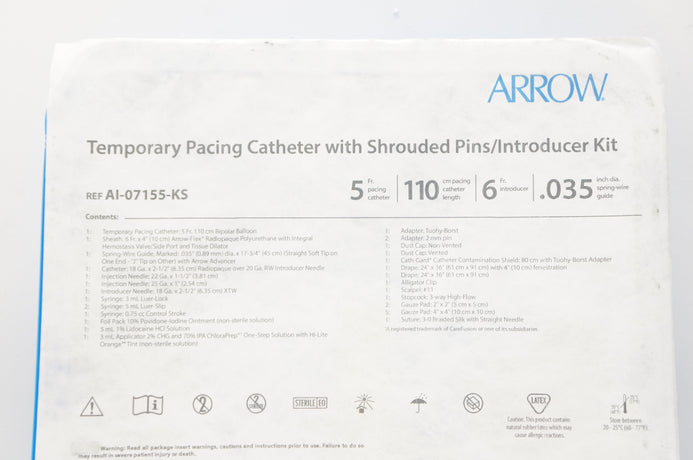 ARROW
Temporary Pacing Catheter with Shrouded Pins/Introducer Kit
REF AI-07155-KS
5 Fr. pacing catheter
110 cm pacing catheter length
6 Fr. introducer
.035 inch dia. spring-wire guide
Contents:
1: Temporary Pacing Catheter: 5 Fr. 110 cm Bipolar Balloon
1: Sheath: 6 Fr. x 4" (10 cm) Arrow-Flex® Radiopaque Polyurethane with Integral
Hemostasis Valve/Side Port and Tissue Dilator
1: Spring-Wire Guide, Marked: .035" (0.89 mm) dia. x 17-3/4" (45 cm) (Straight Soft Tip on
One End - "J" Tip on Other) with Arrow Advancer
1: Catheter: 18 Ga. x 2-1/2" (6.35 cm) Radiopaque over 20 Ga. RW Introducer Needle
1: Injection Needle: 22 Ga. x 1-1/2" (3.81 cm)
1: Injection Needle: 25 Ga. x 1" (2.54 cm)
1: Introducer Needle: 18 Ga. x 2-1/2" (6.35 cm) XTW
1: Syringe: 3 mL Luer-Lock
2: Syringe: 5 mL Luer-Slip
1: Syringe: 0.75 cc Control Stroke
1: Foil Pack 10% Povidone-Iodine Ointment (non-sterile solution)
1: 5 mL 1% Lidocaine HCl Solution
1: 3 mL Applicator 2% CHG and 70% IPA ChloraPrep™ One-Step Solution with Hi-Lite
Orange™ Tint (non-sterile solution)
1: Adapter: Tuohy-Borst
2: Adapter: 2 mm pin
1: Dust Cap: Non-Vented
1: Dust Cap: Vented
1: Cath-Gard® Catheter Contamination Shield: 80 cm with Tuohy-Borst Adapter
1: Drape: 24" x 36" (61 cm x 91 cm) with 4" (10 cm) fenestration
1: Drape: 24" x 36" (61 cm x 91 cm)
1: Alligator Clip
1: Scalpel: #11
1: Stopcock: 3-way High-Flow
2: Gauze Pad: 2" x 2" (5 cm x 5 cm)
5: Gauze Pad: 4" x 4" (10 cm x 10 cm)
1: Suture: 3-0 Braided Silk with Straight Needle
A registered trademark of CareFusion or one of its subsidiaries.
STERILE EO
LATEX
Caution: This product contains
natural rubber latex which may
cause allergic reactions.
Store between
20 - 25°C (68 - 77°F).
Warning: Read all package insert warnings, cautions and instructions prior to use. Failure to do so
may result in severe patient injury or death.